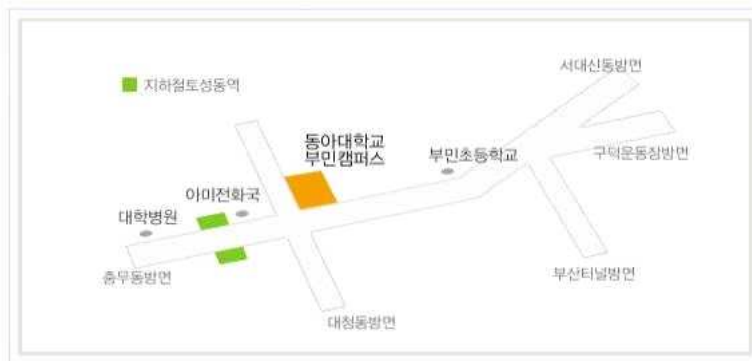 서대신동방면
지하철토성동역
동아대학교
부민캠퍼스
부민초등학교
구덕운동장방면
아미전화국
대학병원
충무동방면
부산터널방면
대청동방면